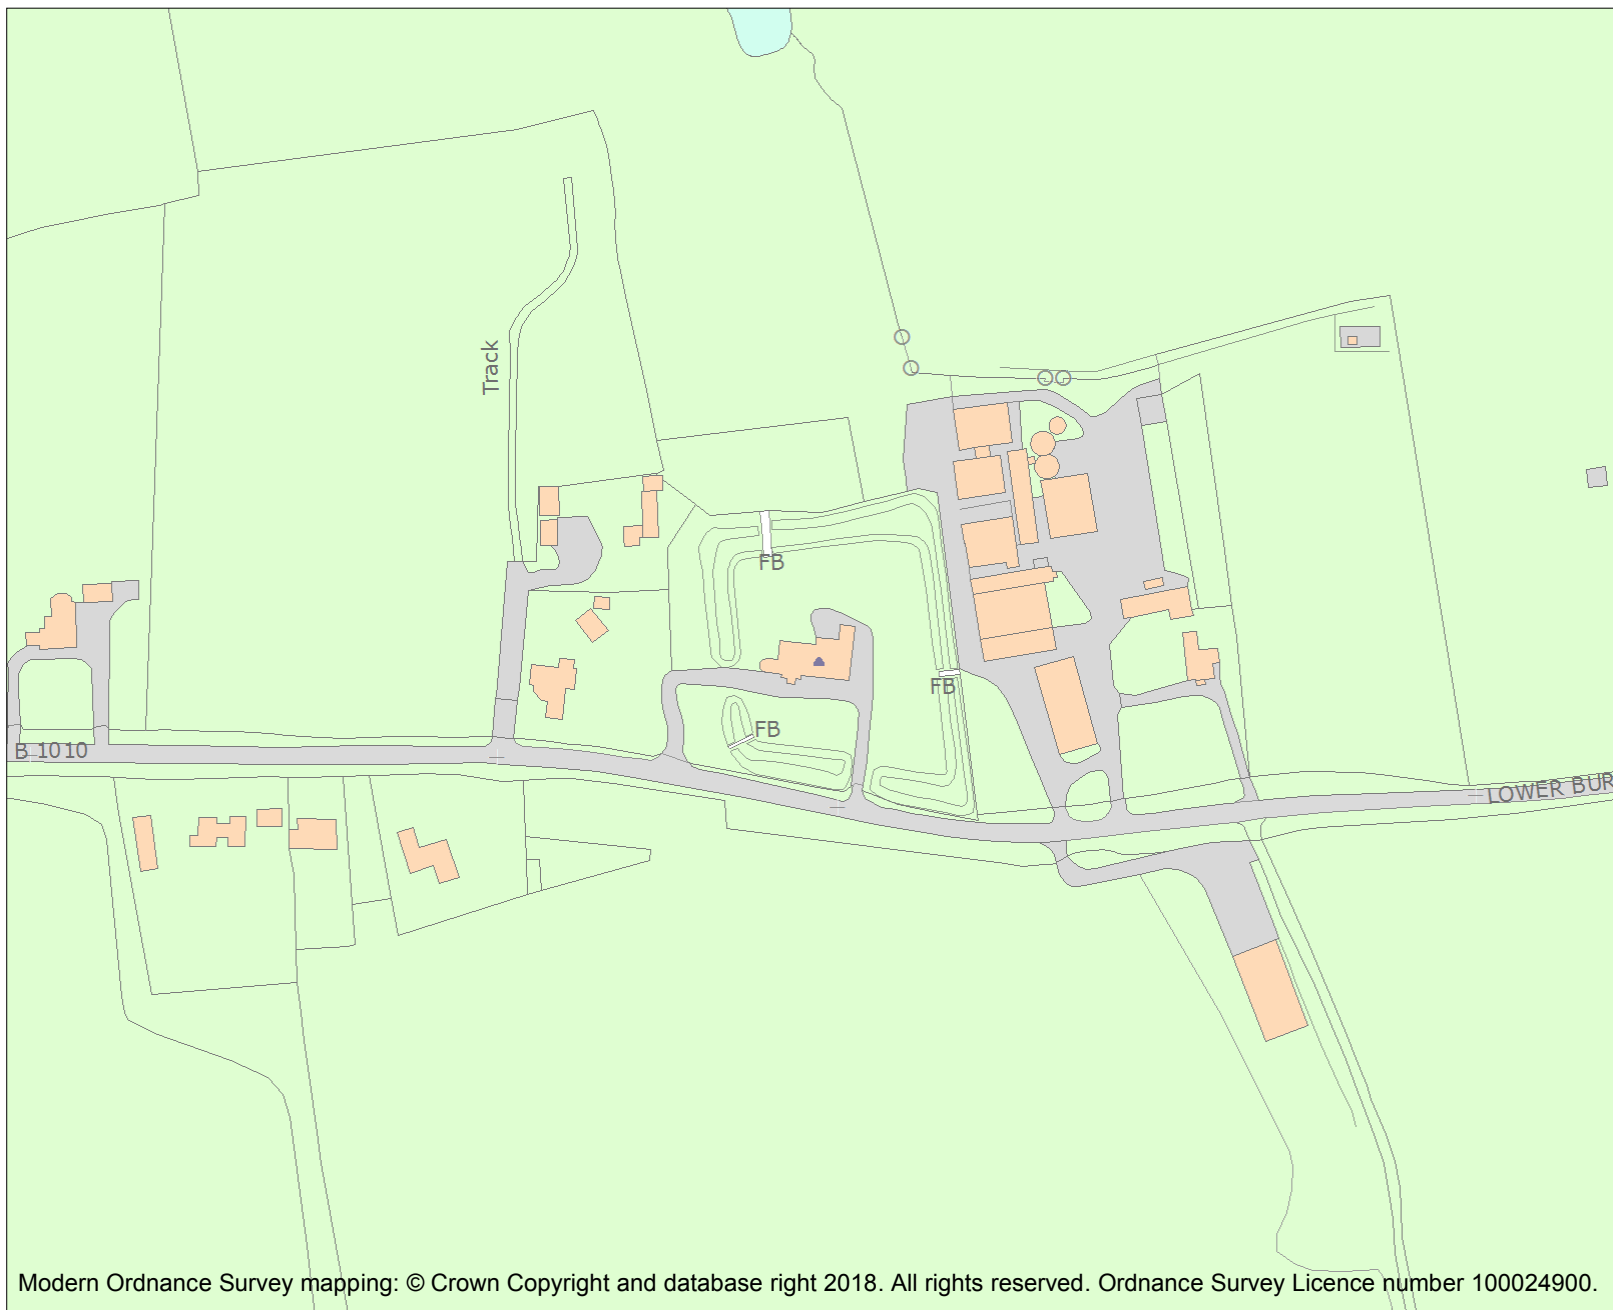 Track
FB
FB
FB
B 1010
LOWER BUR
Modern Ordnance Survey mapping: © Crown Copyright and database right 2018. All rights reserved. Ordnance Survey Licence number 100024900.